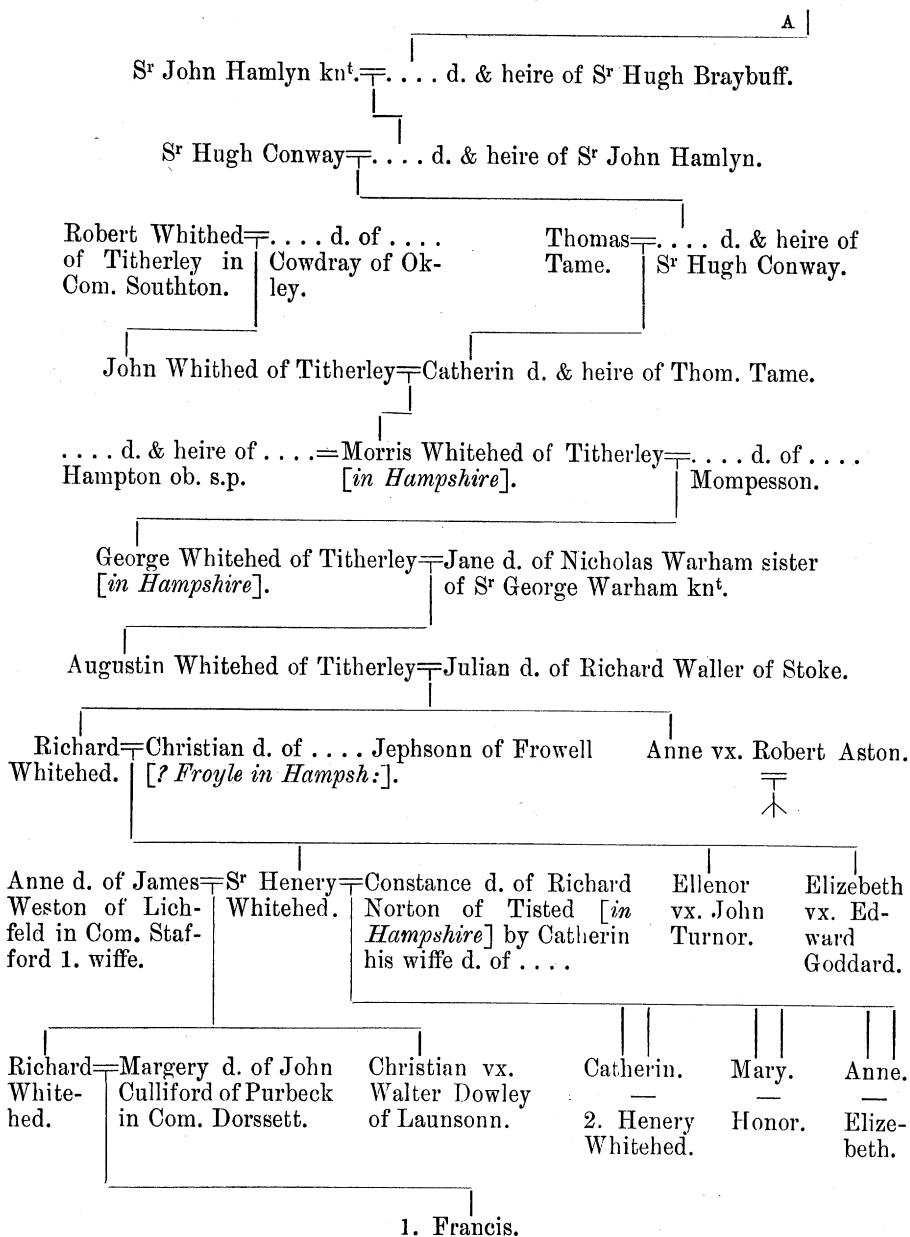 A
Sr John Hamlyn knt. . . . . d. & heire of Sr Hugh Braybuff.
Sr Hugh Conway . . . . d. & heire of Sr John Hamlyn.
Robert Whithed
of Titherley in
Com. Southton.
. . . . d. of . . . .
Cowdray of Ok-
ley.
Thomas
Tame.
. . . . d. & heire of
Sr Hugh Conway.
John Whithed of Titherley Catherin d. & heire of Thom. Tame.
. . . . d. & heire of . . . .
Hampton ob. s.p.
Morris Whitehed of Titherley
[in Hampshire].
. . . . d. of . . . .
Mompesson.
George Whitehed of Titherley
[in Hampshire].
Jane d. of Nicholas Warham sister
of Sr George Warham knt.
Augustin Whitehed of Titherley Julian d. of Richard Waller of Stoke.
Richard
Whitehed.
Christian d. of . . . . Jephsonn of Frowell
[? Froyle in Hampsh:].
Anne vx. Robert Aston.
Anne d. of James
Weston of Lich-
feld in Com. Staf-
ford 1. wiffe.
Sr Henery
Whitehed.
Constance d. of Richard
Norton of Tisted [in
Hampshire] by Catherin
his wiffe d. of . . . .
Ellenor
vx. John
Turnor.
Elizebeth
vx. Ed-
ward
Goddard.
Richard
White-
hed.
Margery d. of John
Culliford of Purbeck
in Com. Dorssett.
Christian vx.
Walter Dowley
of Launsonn.
Catherin.
—
2. Henery
Whitehed.
Mary.
—
Honor.
Anne.
—
Elize-
beth.
1. Francis.